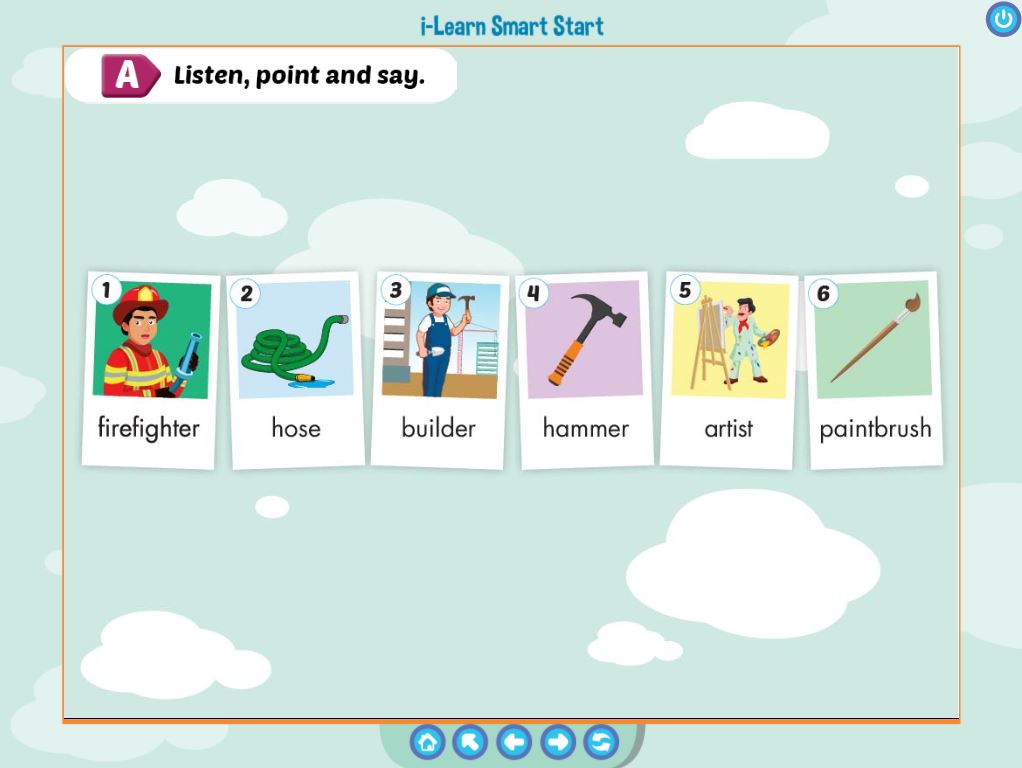 i-Learn Smart Start
A Listen, point and say.
1 2 3 4 5 6
firefighter hose builder hammer artist paintbrush